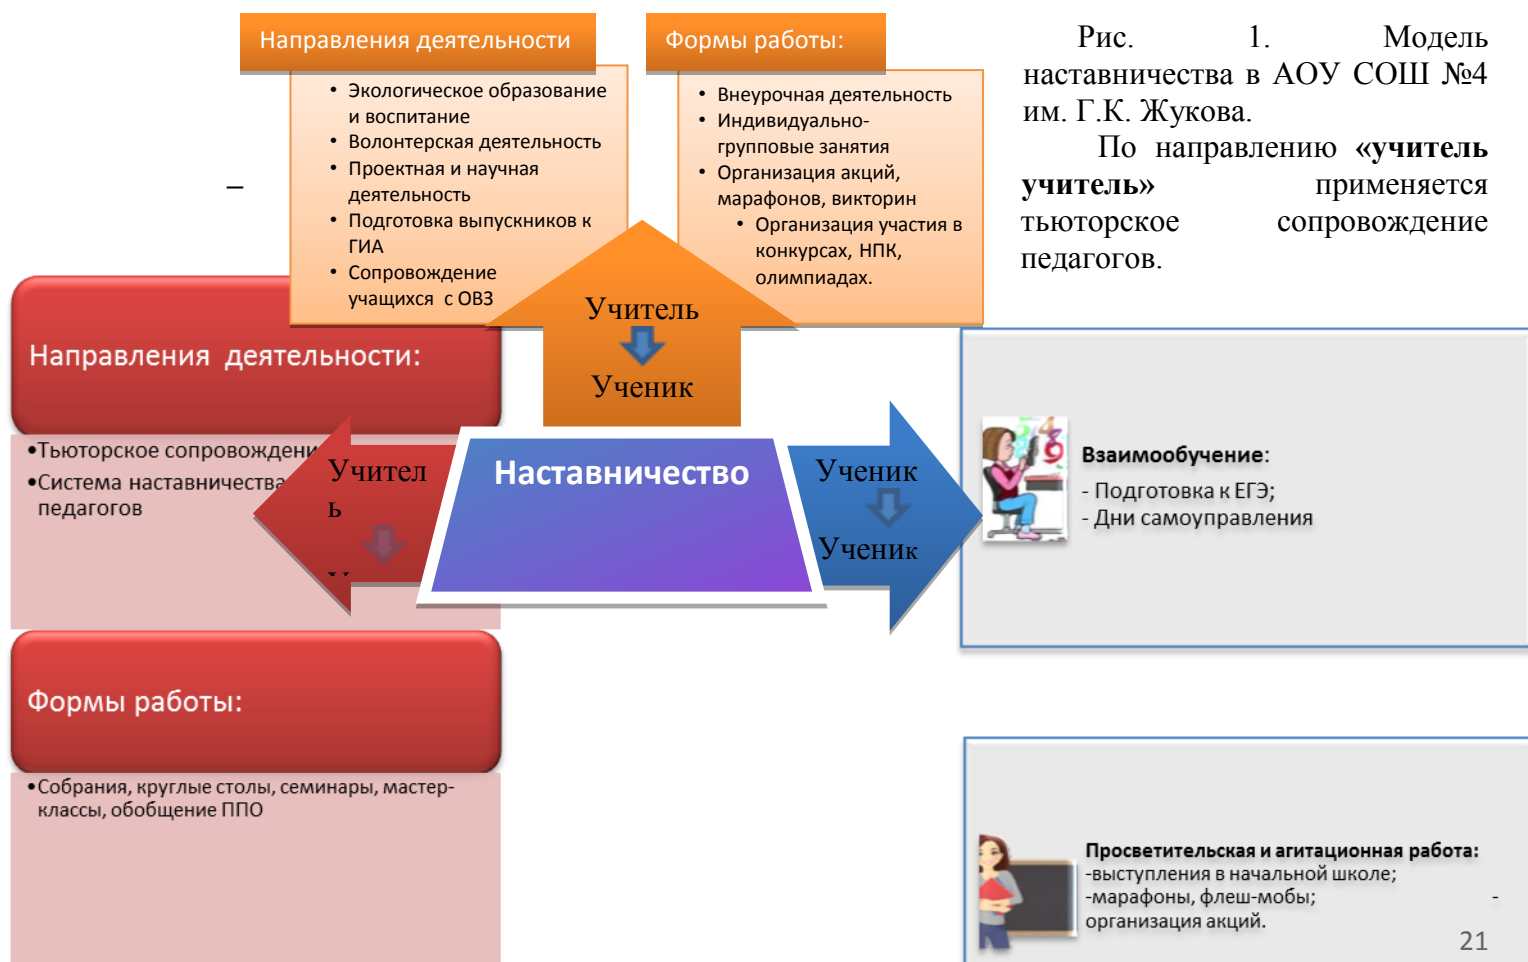 Направления деятельности
• Экологическое образование
и воспитание
• Волонтерская деятельность
• Проектная и научная
деятельность
• Подготовка выпускников к
ГИА
• Сопровождение
учащихся с ОВЗ
Формы работы:
• Внеурочная деятельность
• Индивидуально-
групповые занятия
• Организация акций,
марафонов, викторин
• Организация участия в
конкурсах, НПК,
олимпиадах.
Рис. 1. Модель
наставничества в АОУ СОШ №4
им. Г.К. Жукова.
По направлению «учитель
учитель» применяется
тьюторское сопровождение
педагогов.
–
Учитель
Ученик
Направления деятельности:
•Тьюторское сопровождени
•Система наставничества
педагогов
Учител
ь
Наставничество
Ученик
Ученик
Взаимообучение:
- Подготовка к ЕГЭ;
- Дни самоуправления
Формы работы:
•Собрания, круглые столы, семинары, мастер-
классы, обобщение ППО
Просветительская и агитационная работа:
-выступления в начальной школе;
-марафоны, флеш-мобы; -
организация акций.
21